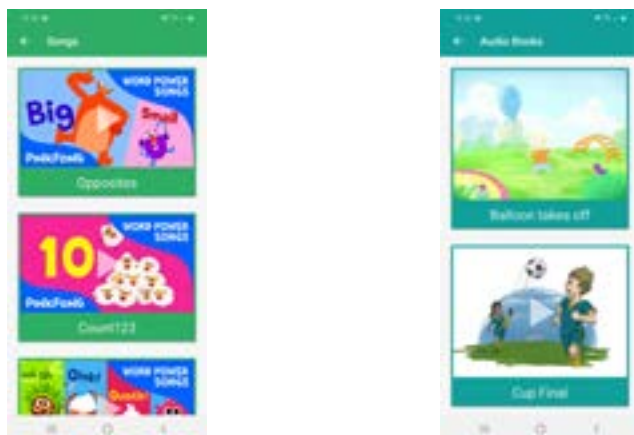 Songs
WORD POWER
SONGS
Big
Small
PINKFONG
Opposites
WORD POWER
SONGS
10
PINKFONG
Count123
WORD POWER
SONGS
Quack!
Audio Books
Balloon takes off
Cup Final